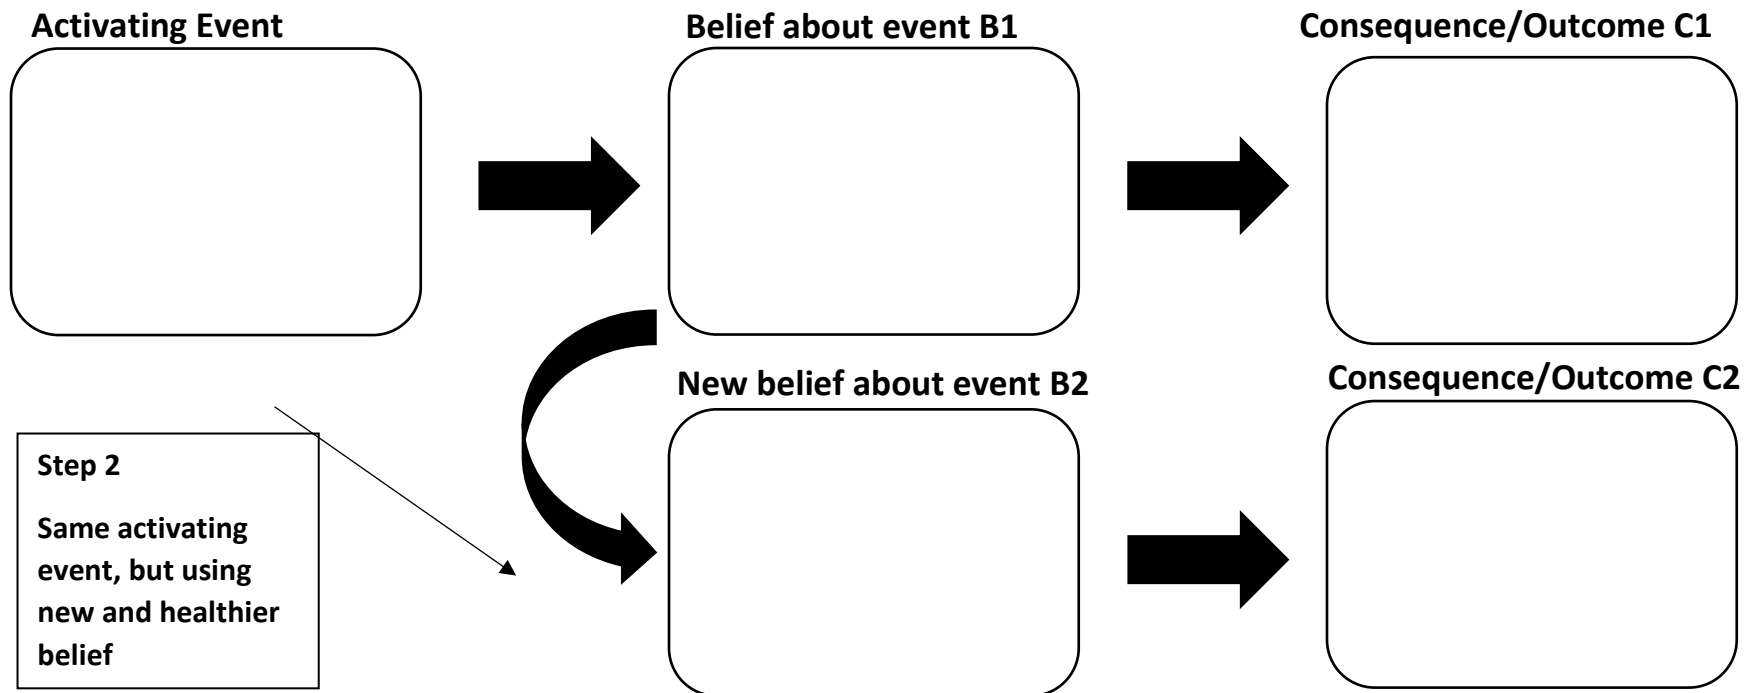 Activating Event
Belief about event B1
Consequence/Outcome C1
New belief about event B2
Consequence/Outcome C2
Step 2
Same activating
event, but using
new and healthier
belief